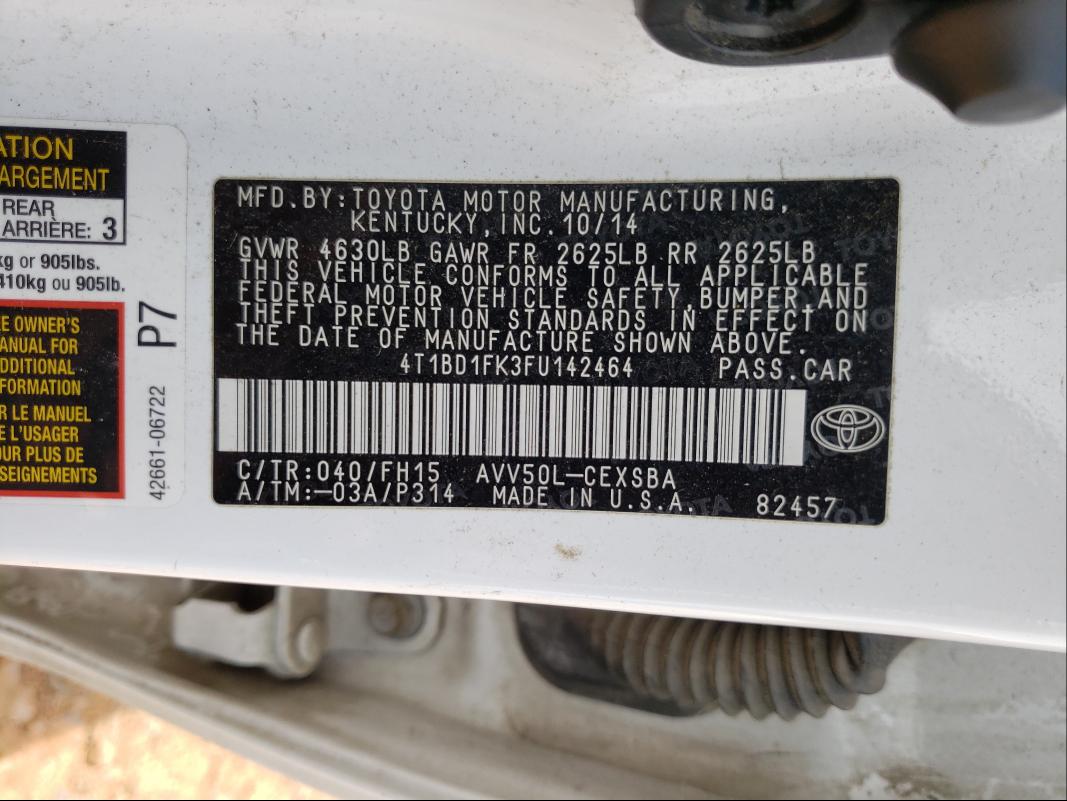 ATION
ARGEMENT
REAR
ARRIÈRE: 3
kg or 905lbs.
410kg ou 905lb.
E OWNER'S
ANUAL FOR
DDITIONAL
FORMATION
R LE MANUEL
E L'USAGER
OUR PLUS DE
SEIGNEMENTS
P7
42661-06722
MFD.BY:TOYOTA MOTOR MANUFACTURING,
KENTUCKY,INC.10/14
GVWR 4630LB GAWR FR 2625LB RR 2625LB
THIS VEHICLE CONFORMS TO ALL APPLICABLE
FEDERAL MOTOR VEHICLE SAFETY,BUMPER,AND
THEFT PREVENTION STANDARDS IN EFFECT ON
THE DATE OF MANUFACTURE SHOWN ABOVE.
4T1BD1FK3FU142464 PASS.CAR
C/TR:040/FH15 AVV50L-CEXSBA
A/TM:-03A/P314 MADE IN U.S.A. 82457